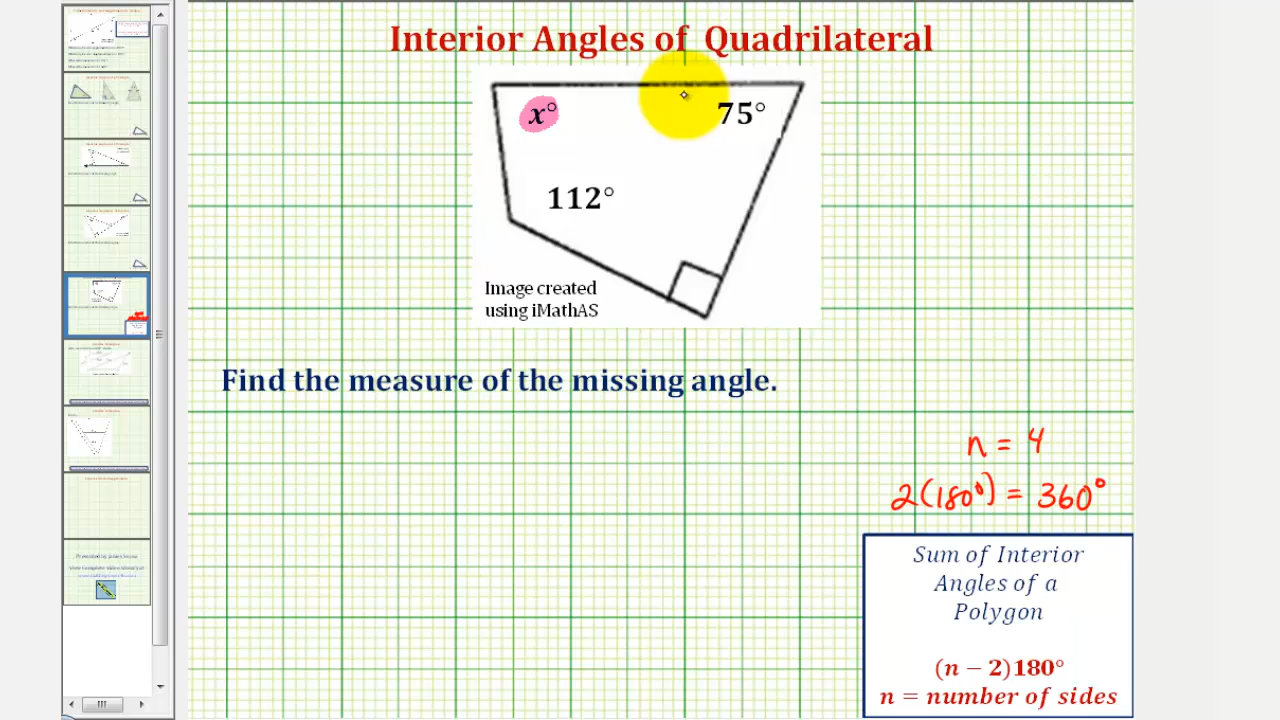 Interior Angles of Quadrilateral
x°
75°
112°
Image created
using iMathAS
Find the measure of the missing angle.
n = 4
2(180°) = 360°
Sum of Interior
Angles of a
Polygon
(n − 2)180°
n = number of sides